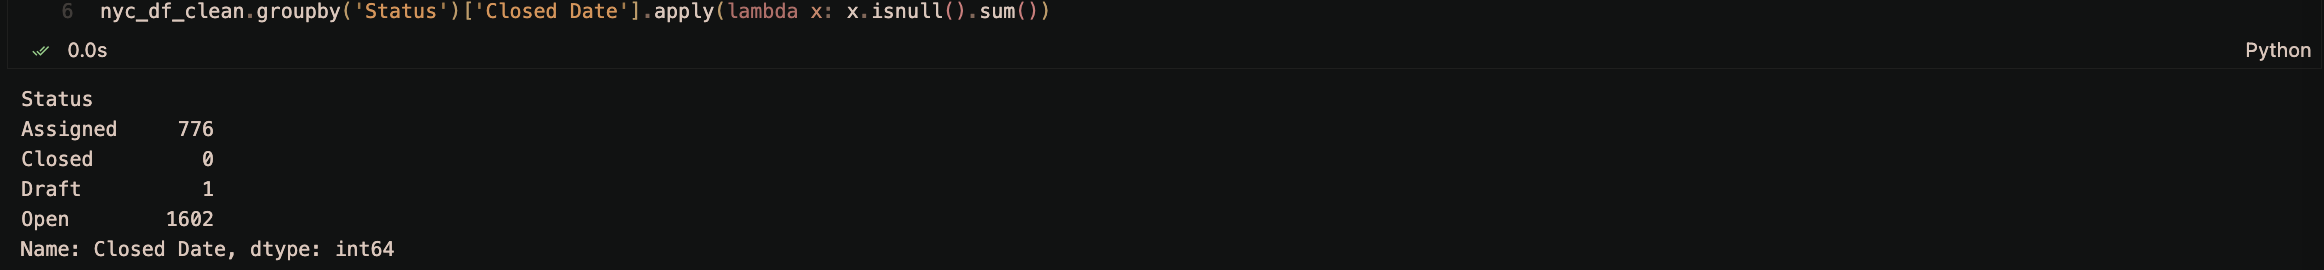 6 nyc_df_clean.groupby('Status')['Closed Date'].apply(lambda x: x.isnull().sum())
0.0s
Python
Status
Assigned     776
Closed         0
Draft          1
Open        1602
Name: Closed Date, dtype: int64